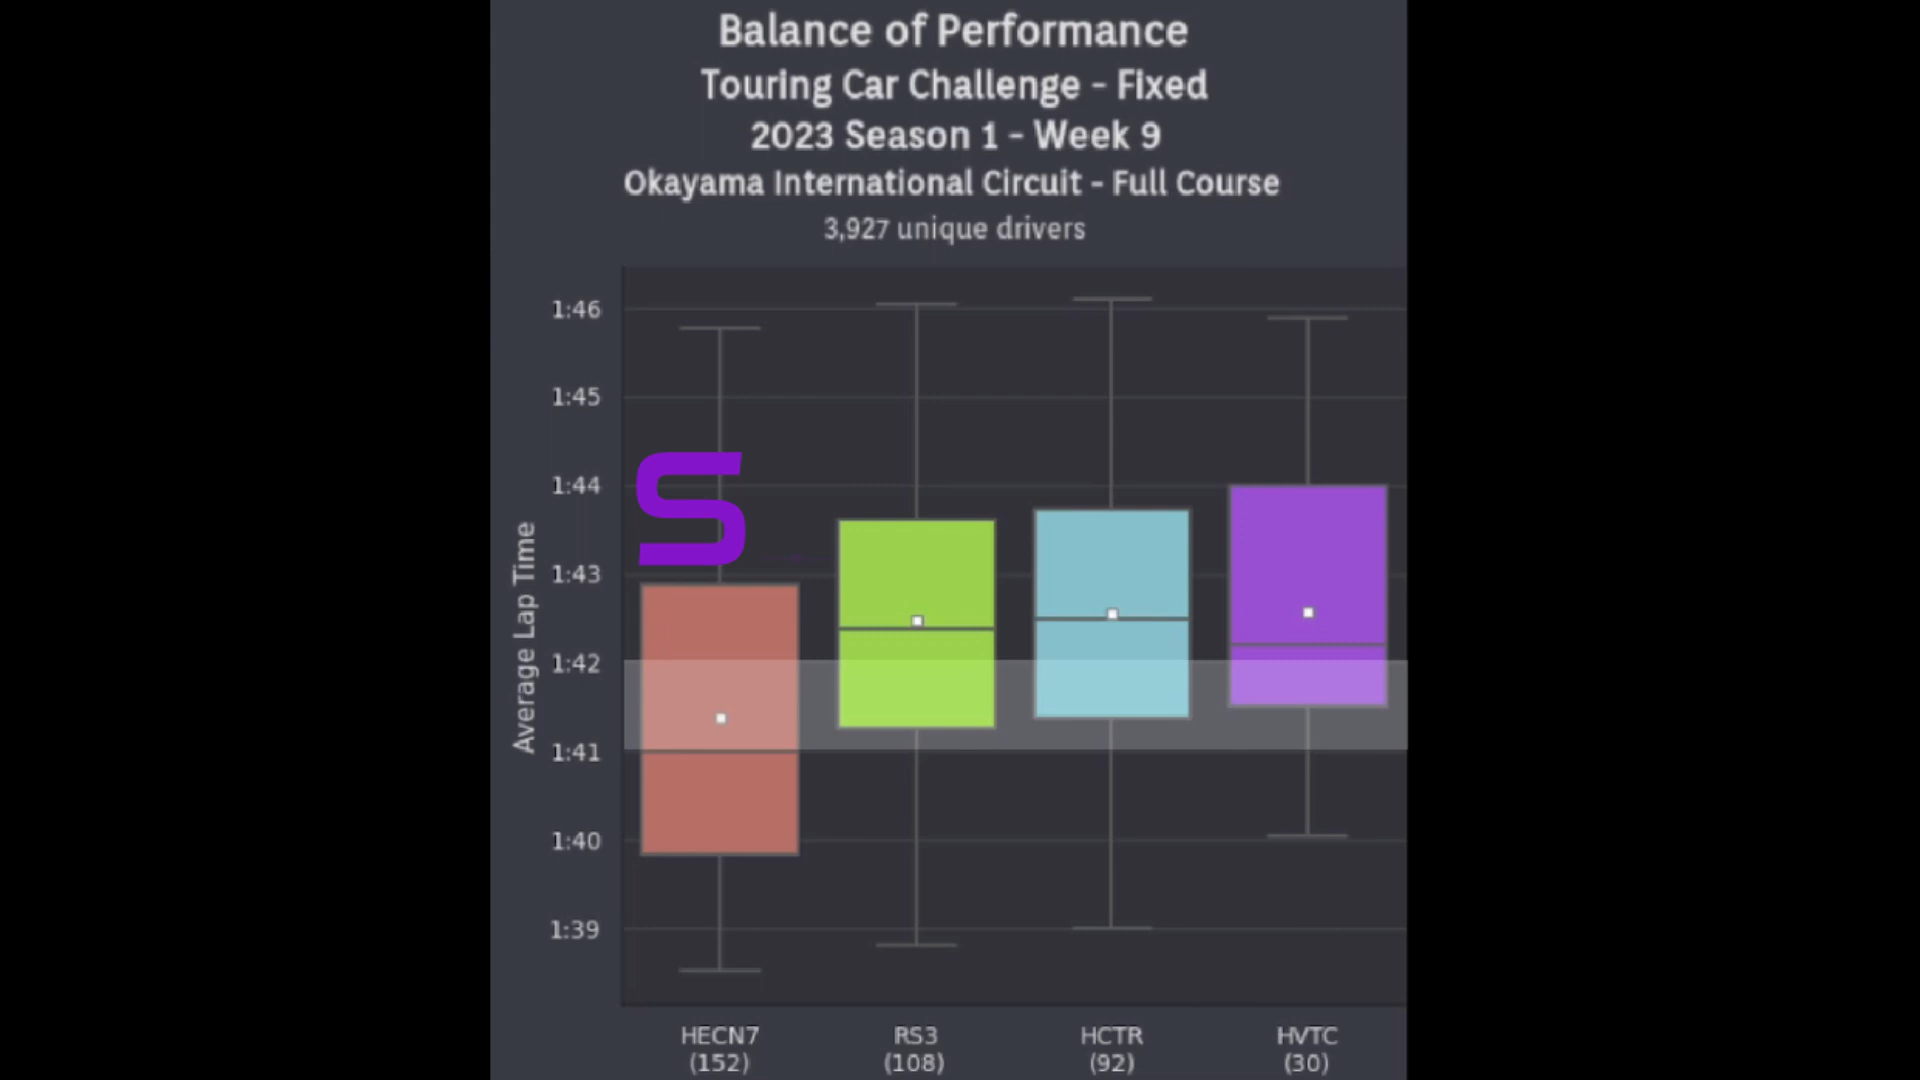 Balance of Performance
Touring Car Challenge - Fixed
2023 Season 1 - Week 9
Okayama International Circuit - Full Course
3,927 unique drivers
1:46
1:45
1:44
1:43
1:42
1:41
1:40
1:39
Average Lap Time
S
HECN7 RS3 HCTR HVTC
(152) (108) (92) (30)